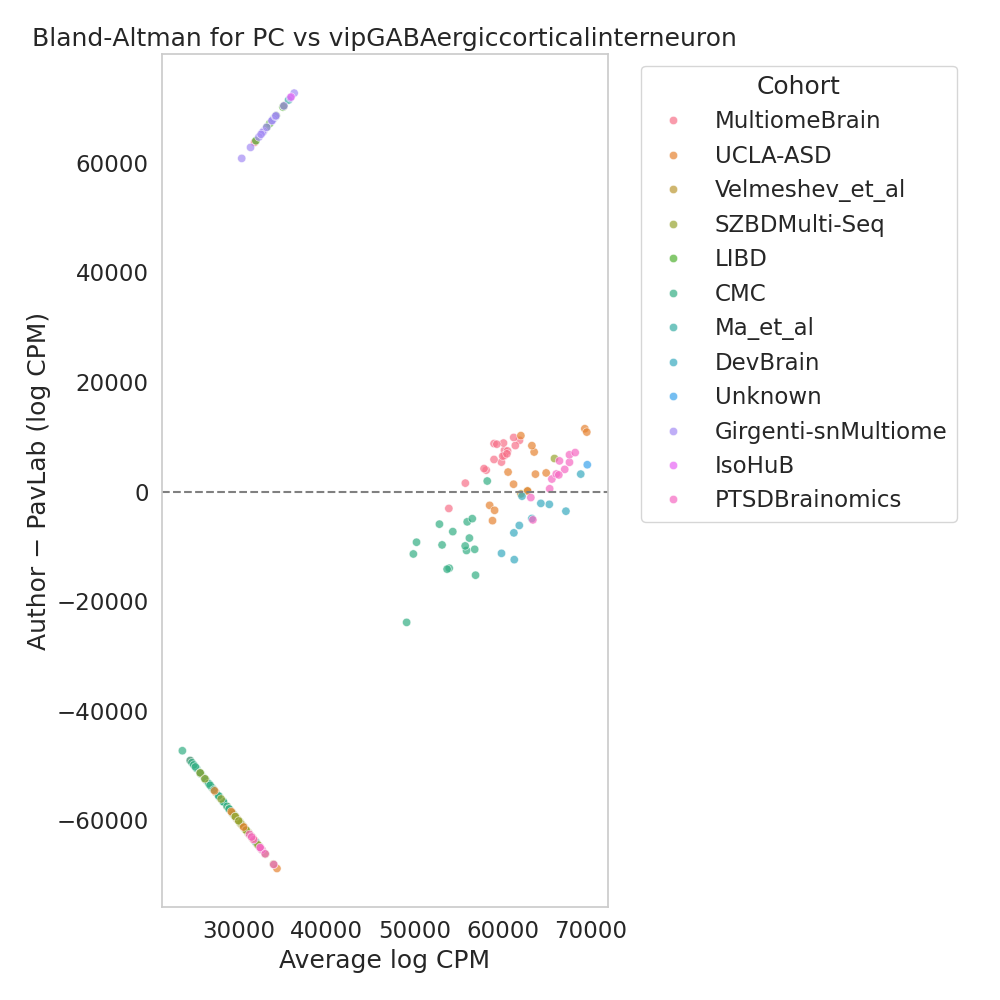 Bland-Altman for PC vs vipGABAergiccorticalinterneuron
Author − PavLab (log CPM)
60000
40000
20000
0
−20000
−40000
−60000
30000 40000 50000 60000 70000
Average log CPM
Cohort
MultiomeBrain
UCLA-ASD
Velmeshev_et_al
SZBDMulti-Seq
LIBD
CMC
Ma_et_al
DevBrain
Unknown
Girgenti-snMultiome
IsoHuB
PTSDBrainomics